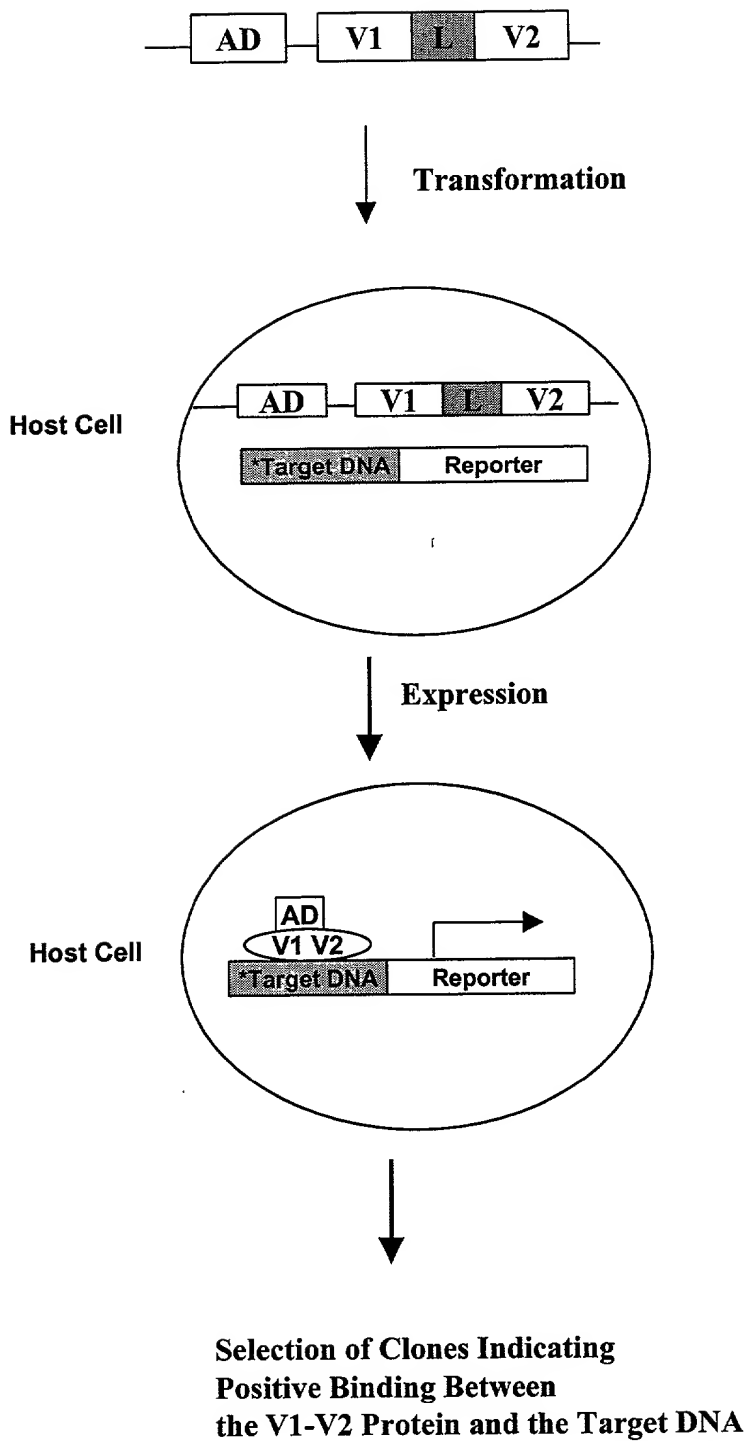 AD V1 L V2
Transformation
Host Cell
AD V1 L V2
*Target DNA Reporter
Expression
Host Cell
AD
V1 V2
*Target DNA Reporter
Selection of Clones Indicating
Positive Binding Between
the V1-V2 Protein and the Target DNA